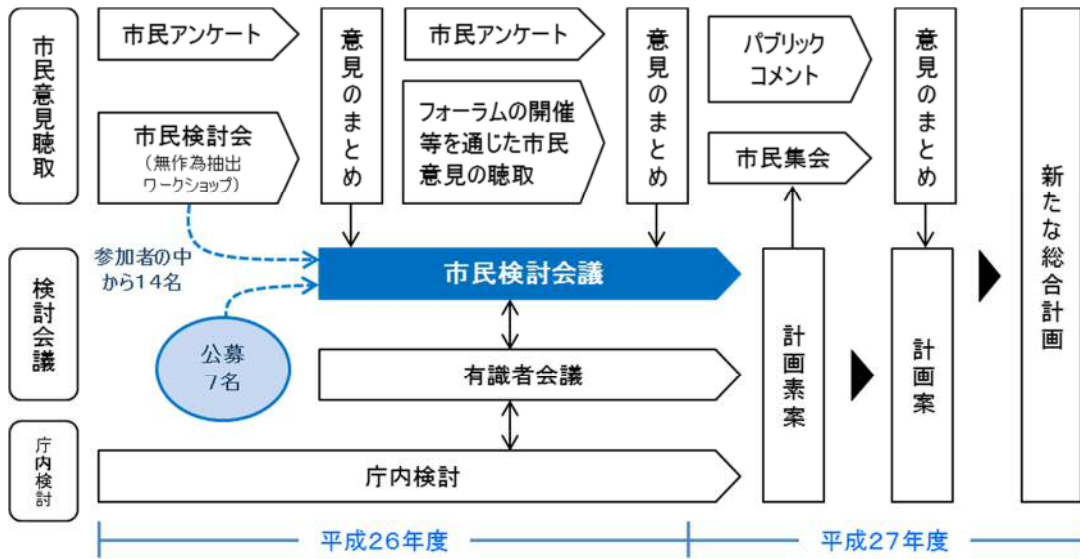 市民意見聴取
市民アンケート
市民検討会
(無作為抽出
ワークショップ)
意見のまとめ
市民アンケート
フォーラムの開催
等を通じた市民
意見の聴取
意見のまとめ
パブリック
コメント
市民集会
意見のまとめ
新たな総合計画
検討会議
参加者の中
から14名
公募
7名
市民検討会議
有識者会議
計画素案
計画案
庁内検討
庁内検討
平成26年度
平成27年度